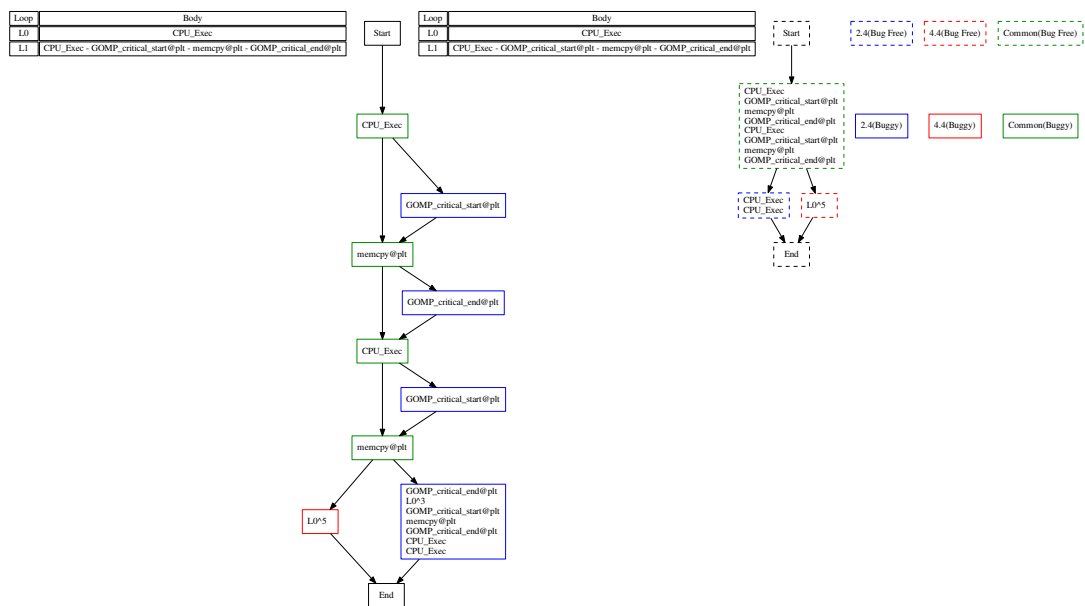 Loop Body
L0 CPU_Exec
L1 CPU_Exec - GOMP_critical_start@plt - memcpy@plt - GOMP_critical_end@plt
Start
CPU_Exec
GOMP_critical_start@plt
memcpy@plt
GOMP_critical_end@plt
CPU_Exec
GOMP_critical_start@plt
memcpy@plt
L0^5
GOMP_critical_end@plt
L0^3
GOMP_critical_start@plt
memcpy@plt
GOMP_critical_end@plt
CPU_Exec
CPU_Exec
End
Loop Body
L0 CPU_Exec
L1 CPU_Exec - GOMP_critical_start@plt - memcpy@plt - GOMP_critical_end@plt
Start
CPU_Exec
GOMP_critical_start@plt
memcpy@plt
GOMP_critical_end@plt
CPU_Exec
GOMP_critical_start@plt
memcpy@plt
GOMP_critical_end@plt
CPU_Exec
CPU_Exec
L0^5
End
2.4(Bug Free) 4.4(Bug Free) Common(Bug Free)
2.4(Buggy) 4.4(Buggy) Common(Buggy)